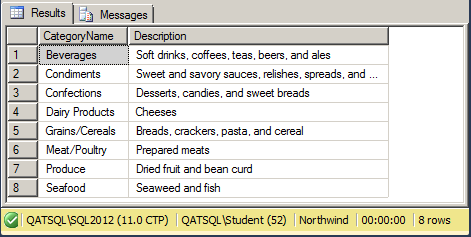 Results Messages
CategoryName Description
1 Beverages Soft drinks, coffees, teas, beers, and ales
2 Condiments Sweet and savory sauces, relishes, spreads, and ...
3 Confections Desserts, candies, and sweet breads
4 Dairy Products Cheeses
5 Grains/Cereals Breads, crackers, pasta, and cereal
6 Meat/Poultry Prepared meats
7 Produce Dried fruit and bean curd
8 Seafood Seaweed and fish
QATSQL\SQL2012 (11.0 CTP) QATSQL\Student (52) Northwind 00:00:00 8 rows